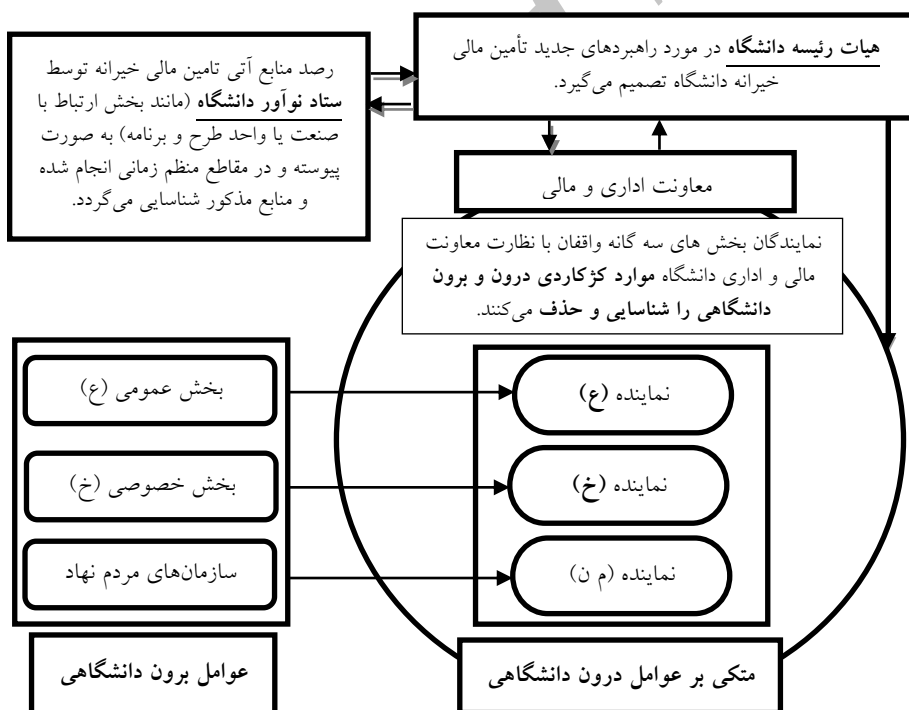 هیات رئیسه دانشگاه در مورد راهبردهای جدید تأمین مالی
خیرانه دانشگاه تصمیم می‌گیرد.
رصد منابع آتی تامین مالی خیرانه توسط
ستاد نوآور دانشگاه (مانند بخش ارتباط با
صنعت یا واحد طرح و برنامه) به صورت
پیوسته و در مقاطع منظم زمانی انجام شده
و منابع مذکور شناسایی می‌گردد.
معاونت اداری و مالی
نمایندگان بخش های سه گانه واقفان با نظارت معاونت
مالی و اداری دانشگاه موارد کژکاردی درون و برون
دانشگاهی را شناسایی و حذف می‌کنند.
نماینده (ع)
بخش عمومی (ع)
نماینده (خ)
بخش خصوصی (خ)
نماینده (م ن)
سازمان‌های مردم نهاد
متکی بر عوامل درون دانشگاهی
عوامل برون دانشگاهی